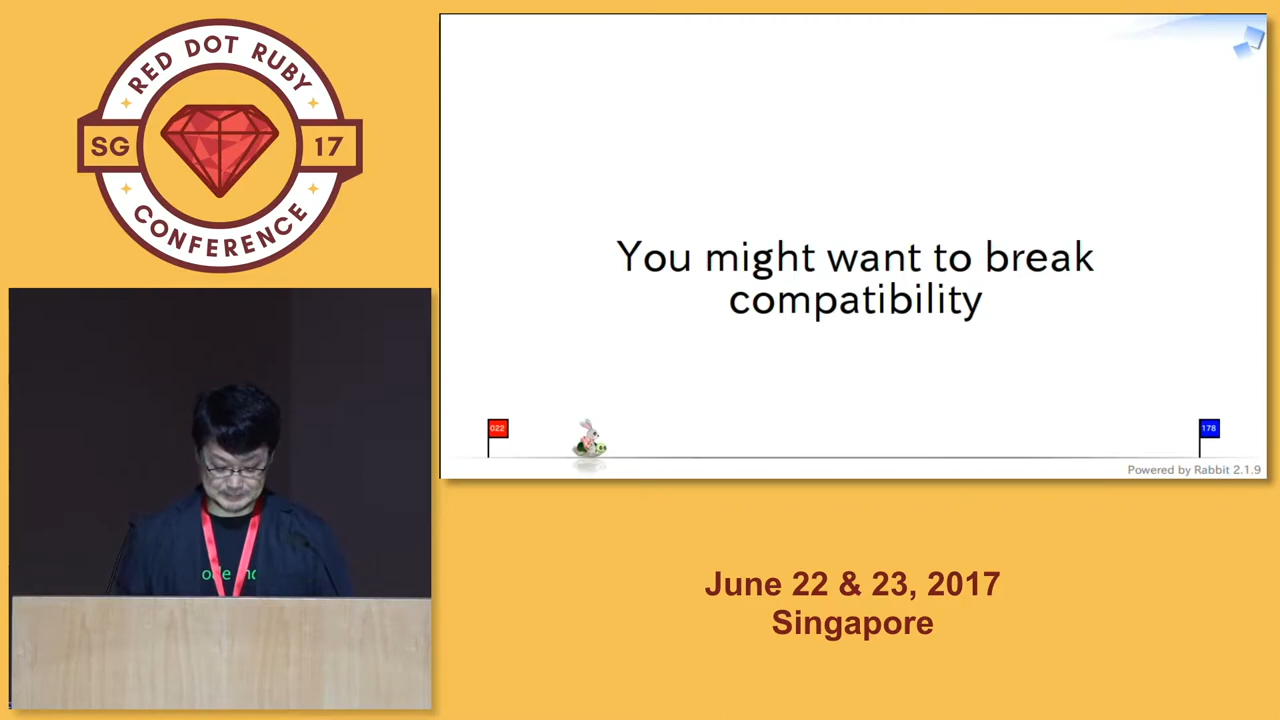 RED DOT RUBY
SG 17
CONFERENCE
You might want to break
compatibility
022
178
Powered by Rabbit 2.1.9
June 22 & 23, 2017
Singapore